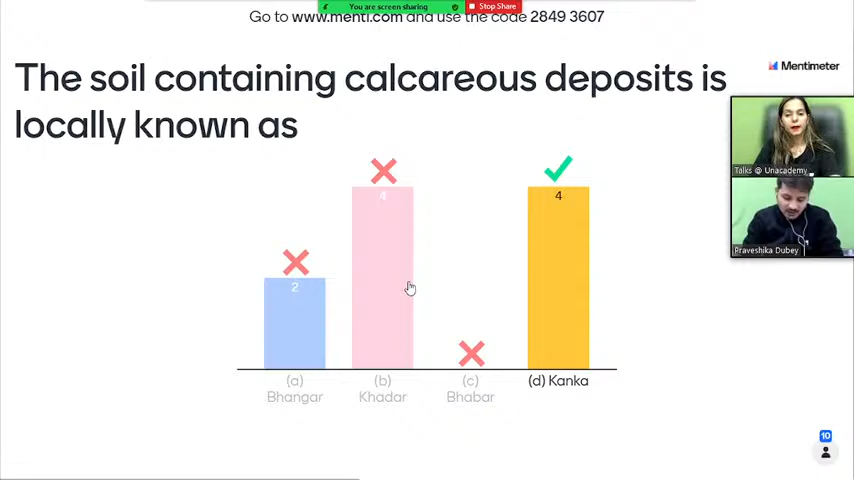 Go to www.menti.com and use the code 2849 3607
You are screen sharing
Stop Share
The soil containing calcareous deposits is
locally known as
Mentimeter
Talks @ Unacademy
Praveshika Dubey
4
4
2
(a)
Bhangar
(b)
Khadar
(c)
Bhabar
(d) Kanka
10